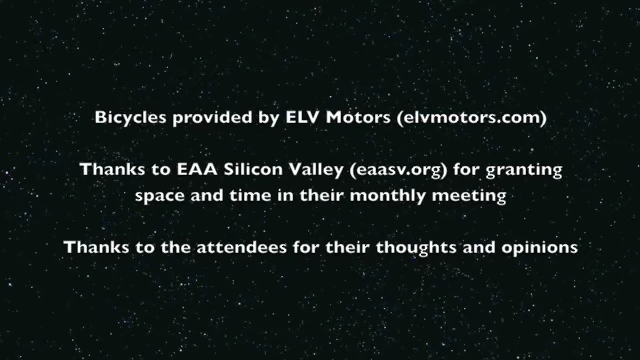 Bicycles provided by ELV Motors (elvmotors.com)
Thanks to EAA Silicon Valley (eaasv.org) for granting
space and time in their monthly meeting
Thanks to the attendees for their thoughts and opinions